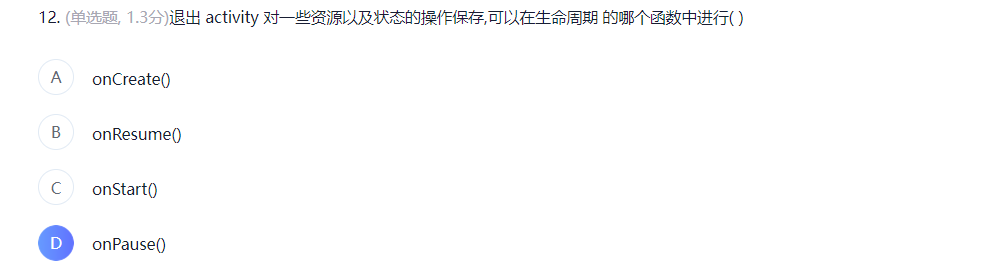 12. (单选题, 1.3分)退出 activity 对一些资源以及状态的操作保存,可以在生命周期 的哪个函数中进行( )
A onCreate()
B onResume()
C onStart()
D onPause()